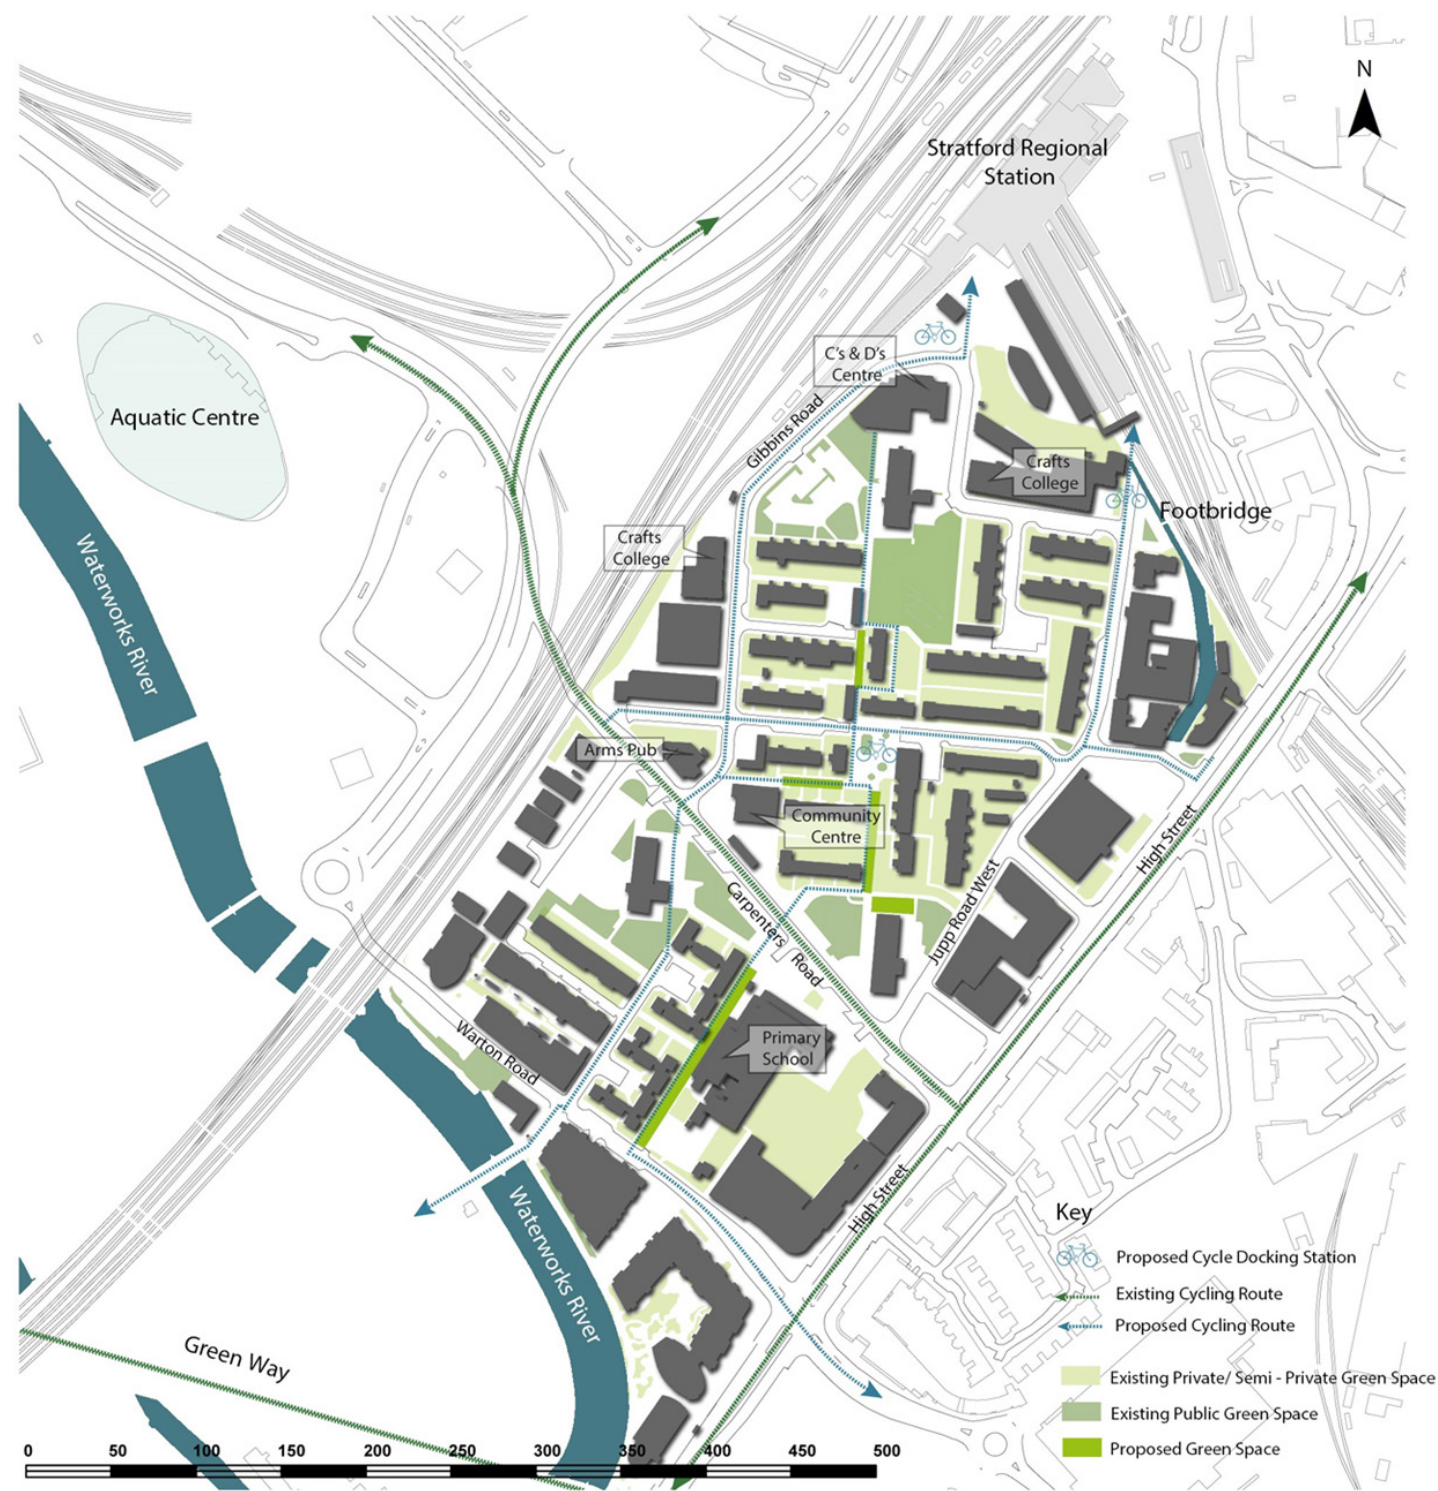 N
Stratford Regional
Station
C's & D's
Centre
Aquatic Centre
Gibbins Road
Crafts
College
Footbridge
Crafts
College
Waterworks River
Arms Pub
Community
Centre
High Street
Jupp Road West
Carpenters
Road
Warton Road
Primary
School
High Street
Waterworks River
Green Way
Key
Proposed Cycle Docking Station
Existing Cycling Route
Proposed Cycling Route
Existing Private/ Semi - Private Green Space
Existing Public Green Space
Proposed Green Space
0 50 100 150 200 250 300 350 400 450 500